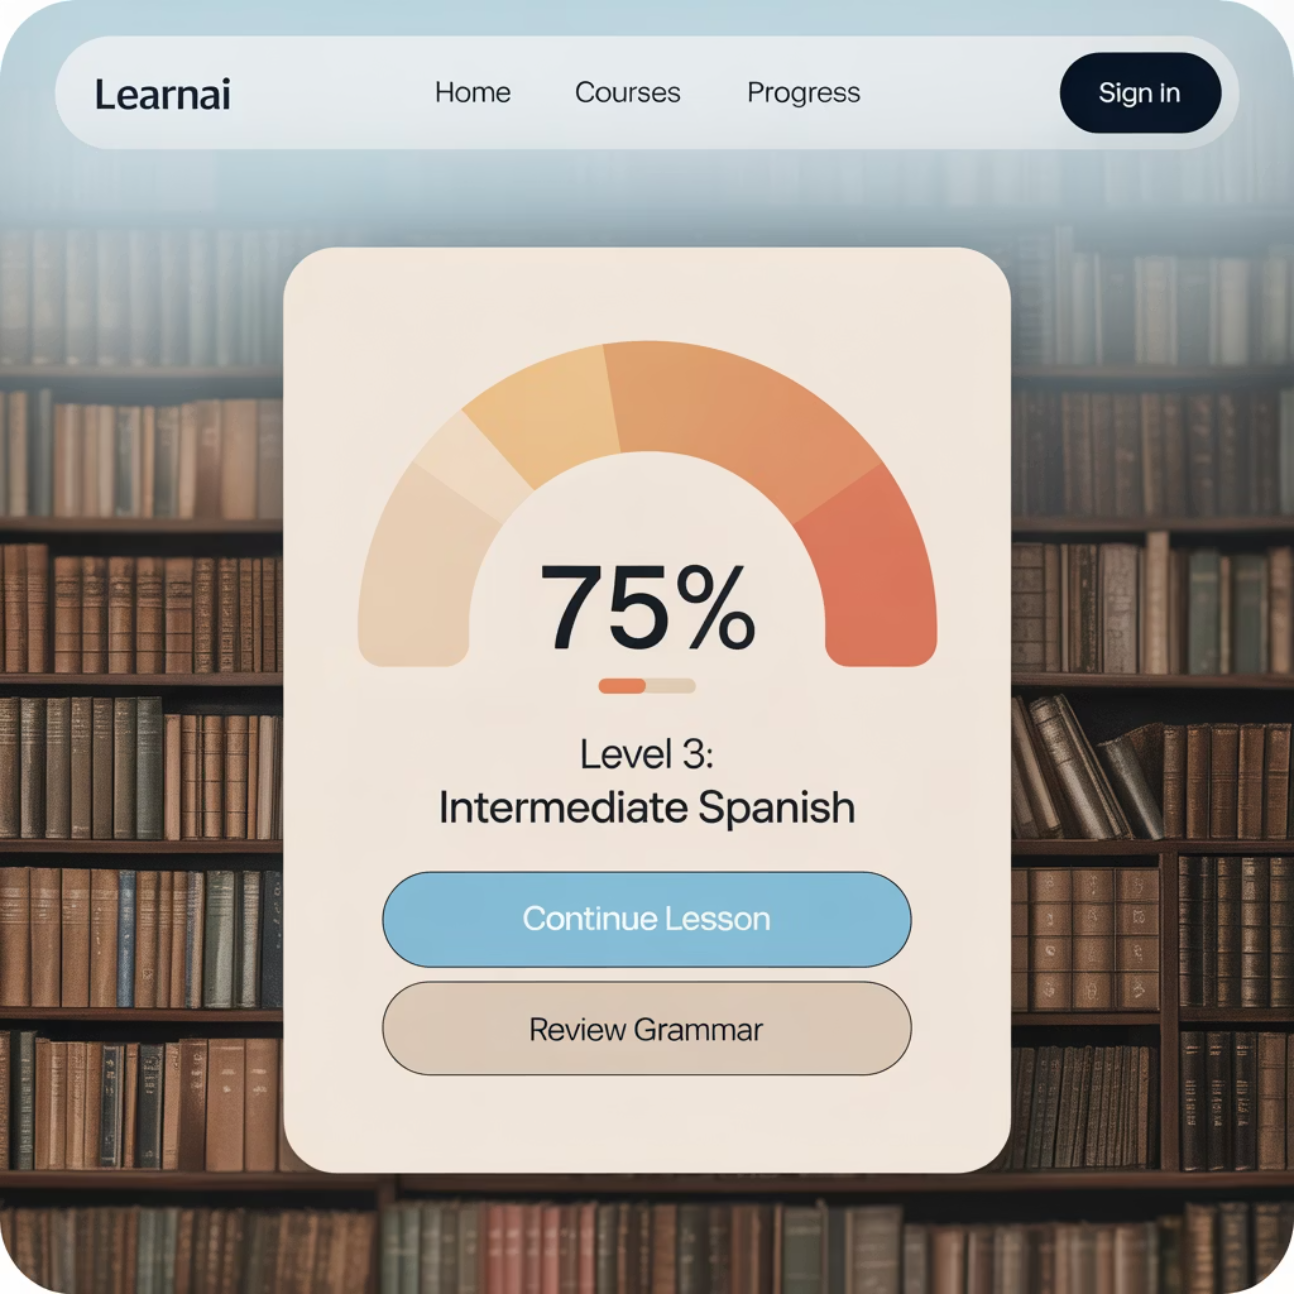 Learnai
Home
Courses
Progress
Sign in
75%
Level 3:
Intermediate Spanish
Continue Lesson
Review Grammar